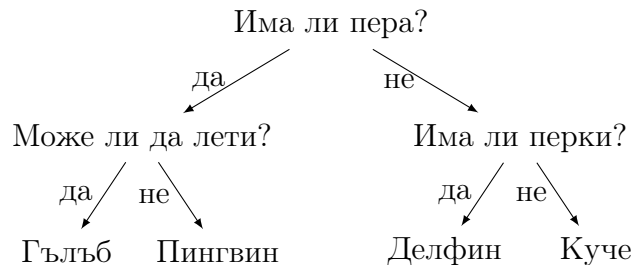 Има ли пера?
да не
Може ли да лети? Има ли перки?
да не да не
Гълъб Пингвин Делфин Куче